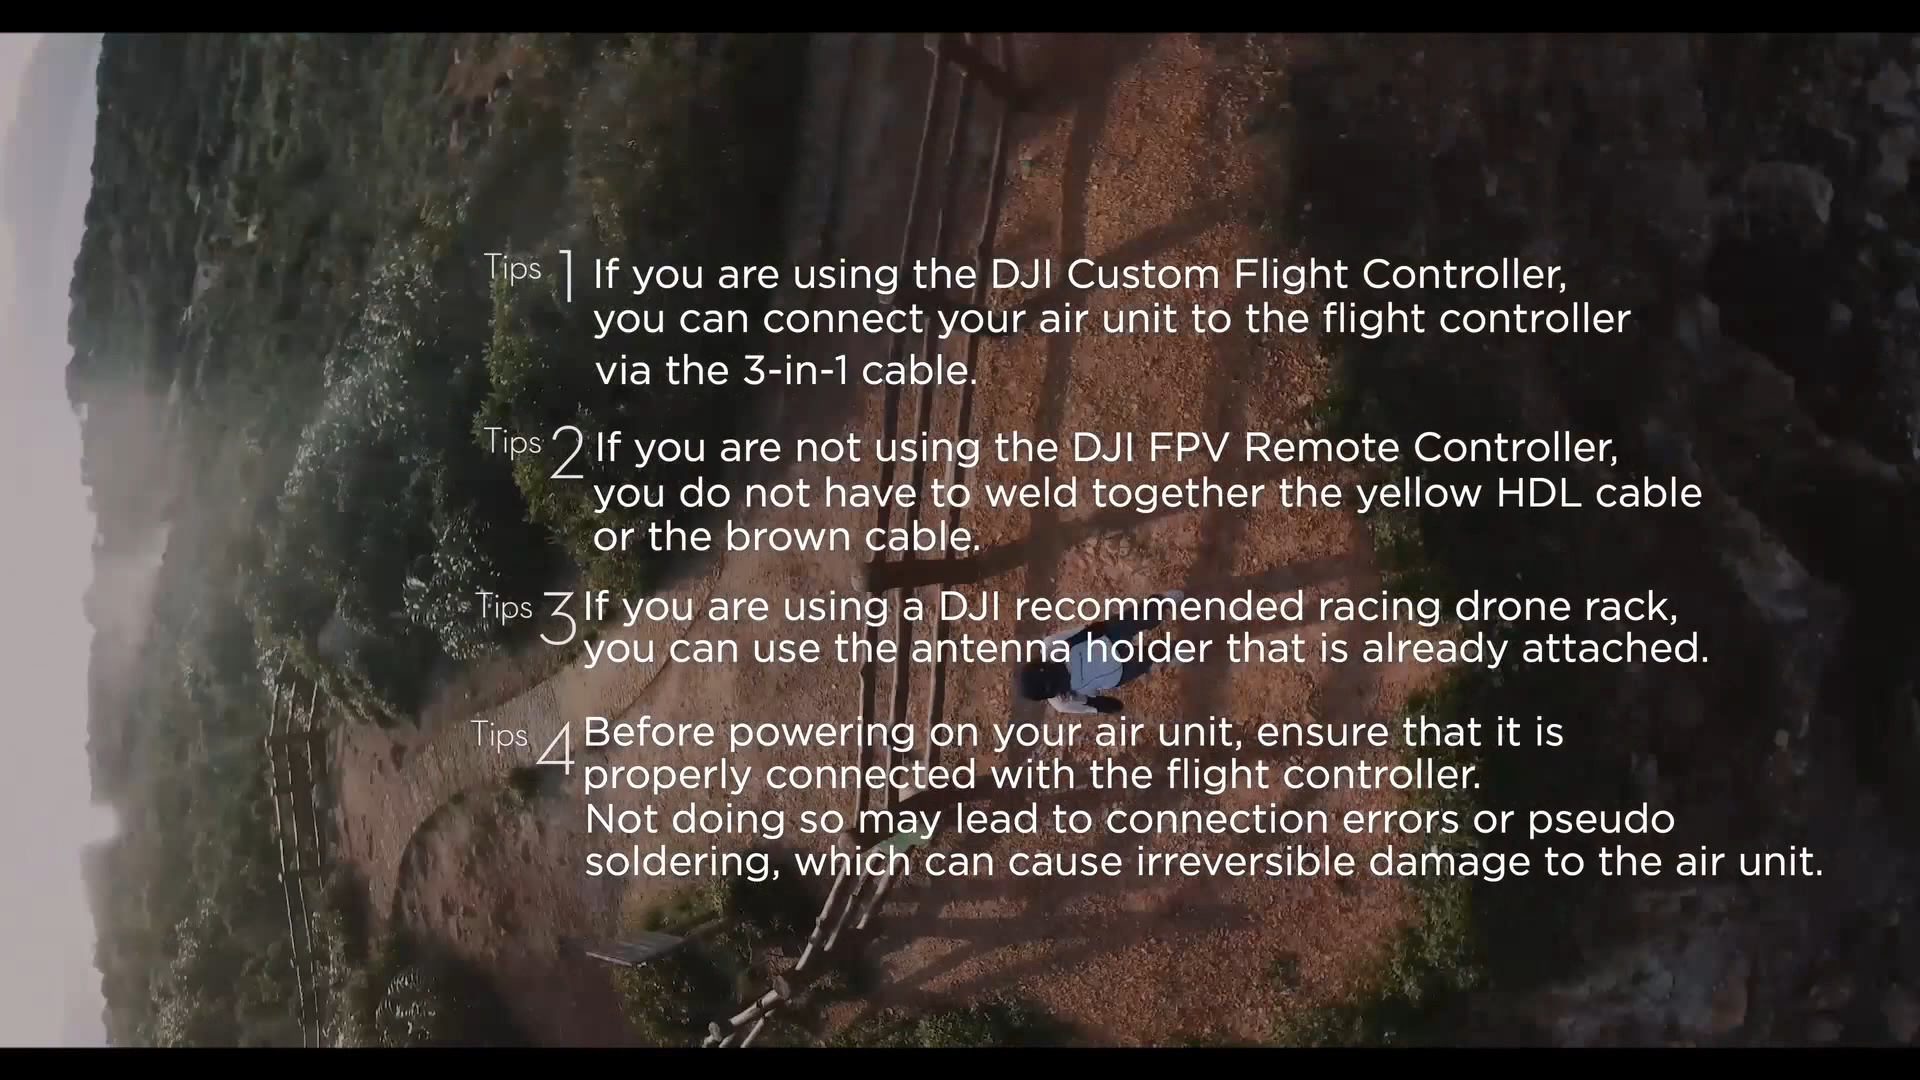 Tips 1 If you are using the DJI Custom Flight Controller,
you can connect your air unit to the flight controller
via the 3-in-1 cable.
Tips 2 If you are not using the DJI FPV Remote Controller,
you do not have to weld together the yellow HDL cable
or the brown cable.
Tips 3 If you are using a DJI recommended racing drone rack,
you can use the antenna holder that is already attached.
Tips 4 Before powering on your air unit, ensure that it is
properly connected with the flight controller.
Not doing so may lead to connection errors or pseudo
soldering, which can cause irreversible damage to the air unit.